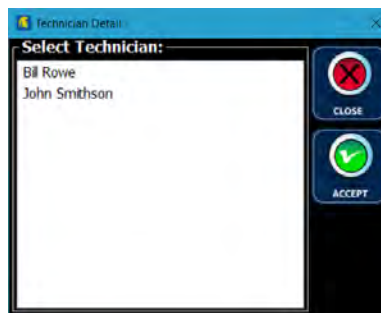 Technician Detail
Select Technician:
Bill Rowe
John Smithson
CLOSE
ACCEPT